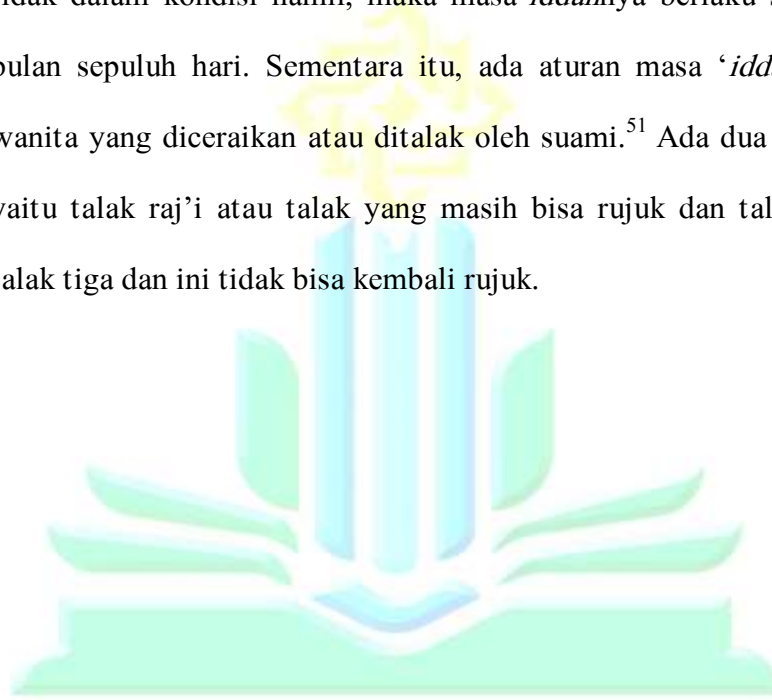 dalam kondisi hamil, maka masa iddahnya berlaku
bulan sepuluh hari. Sementara itu, ada aturan masa ‘idd
wanita yang diceraikan atau ditalak oleh suami.51 Ada dua
yaitu talak raj’i atau talak yang masih bisa rujuk dan tal
talak tiga dan ini tidak bisa kembali rujuk.